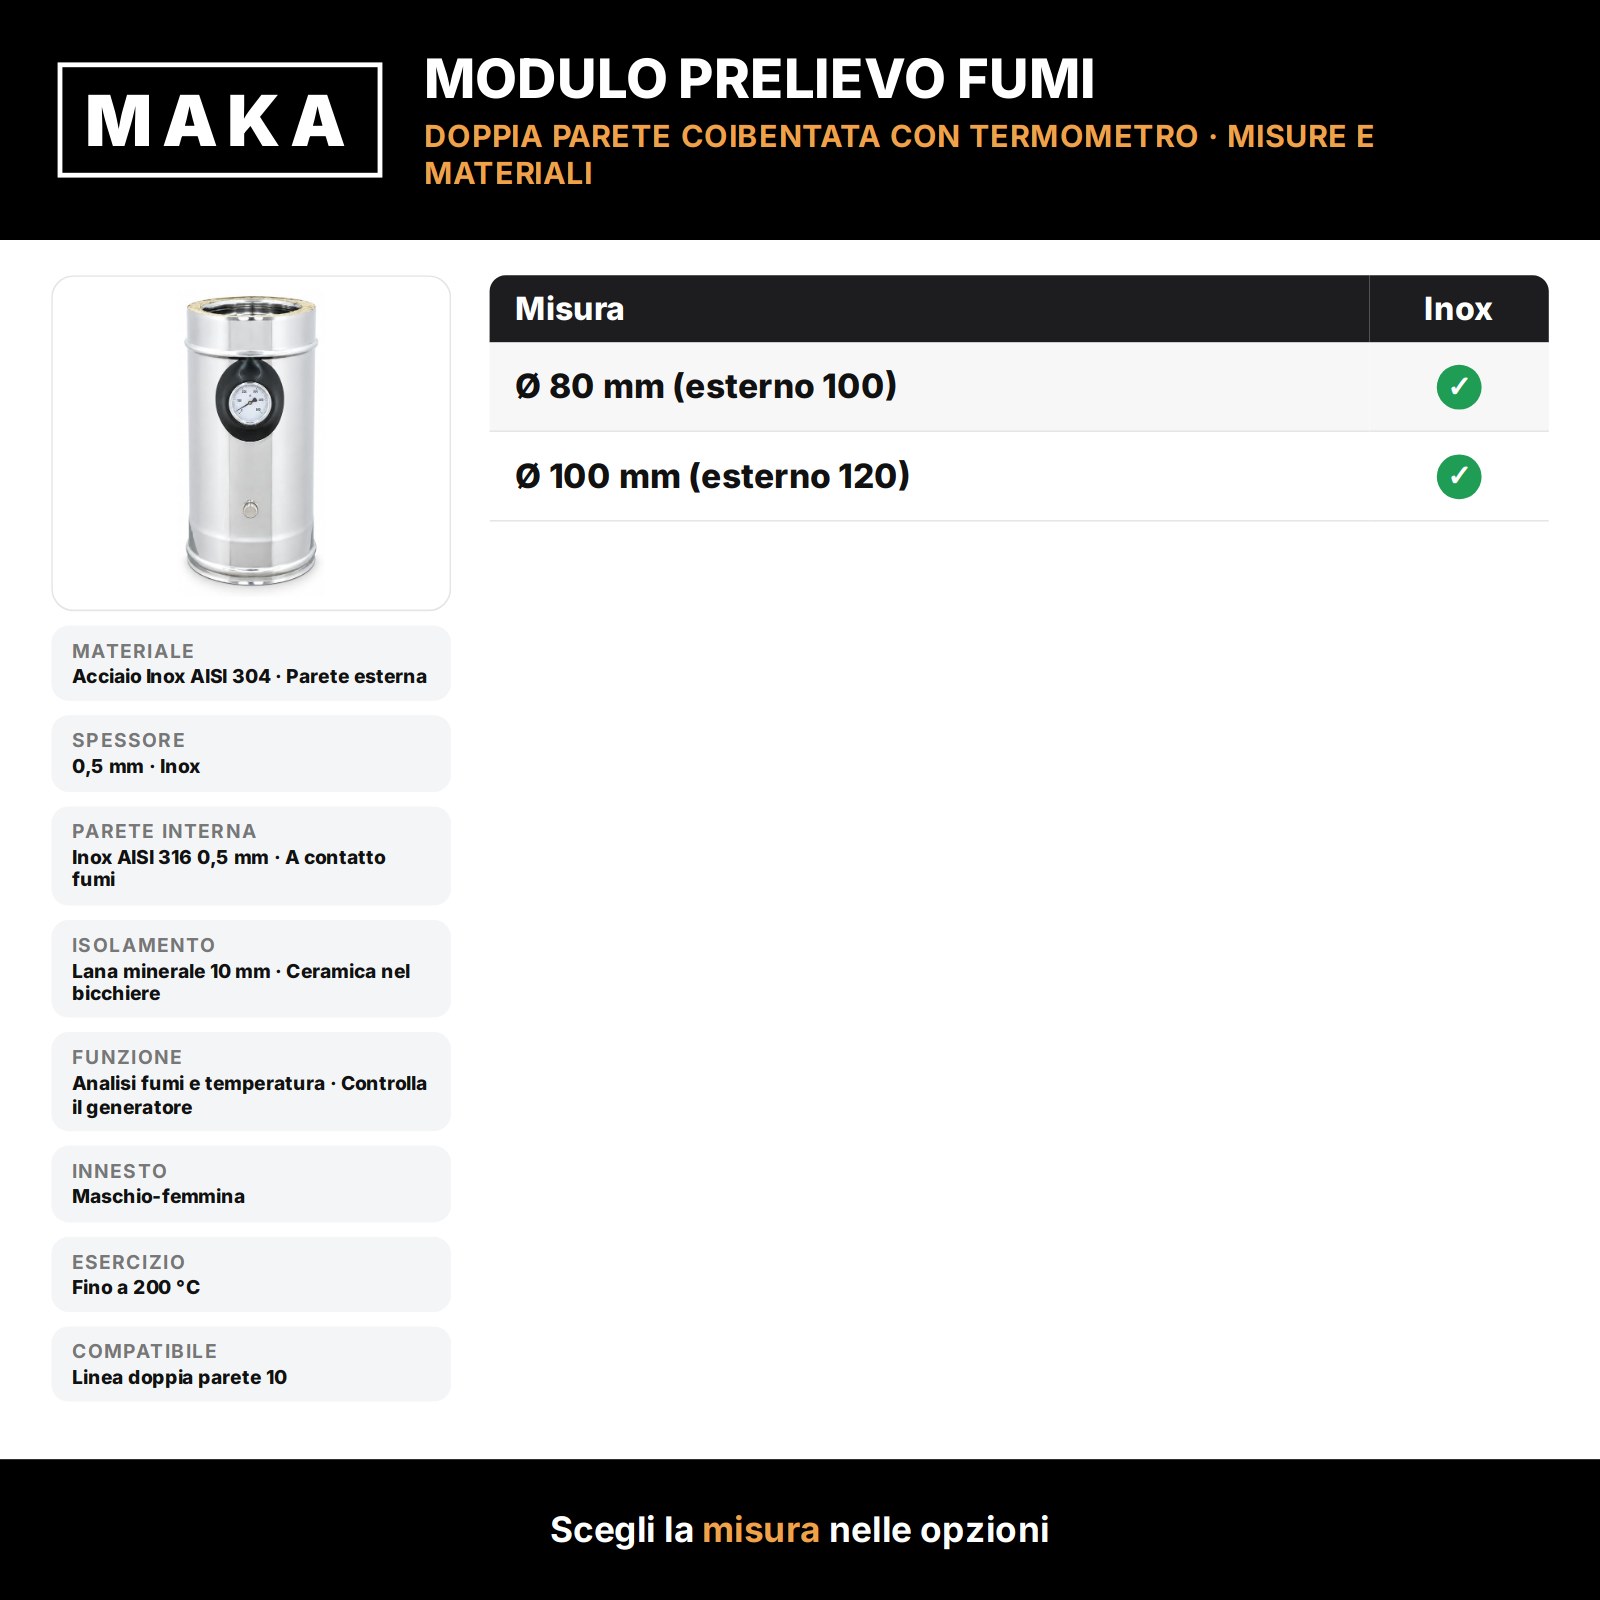 MAKA
MODULO PRELIEVO FUMI
DOPPIA PARETE COIBENTATA CON TERMOMETRO · MISURE E
MATERIALI
Misura
Inox
Ø 80 mm (esterno 100)
✓
Ø 100 mm (esterno 120)
✓
MATERIALE
Acciaio Inox AISI 304 · Parete esterna
SPESSORE
0,5 mm · Inox
PARETE INTERNA
Inox AISI 316 0,5 mm · A contatto
fumi
ISOLAMENTO
Lana minerale 10 mm · Ceramica nel
bicchiere
FUNZIONE
Analisi fumi e temperatura · Controlla
il generatore
INNESTO
Maschio-femmina
ESERCIZIO
Fino a 200 °C
COMPATIBILE
Linea doppia parete 10
Scegli la misura nelle opzioni